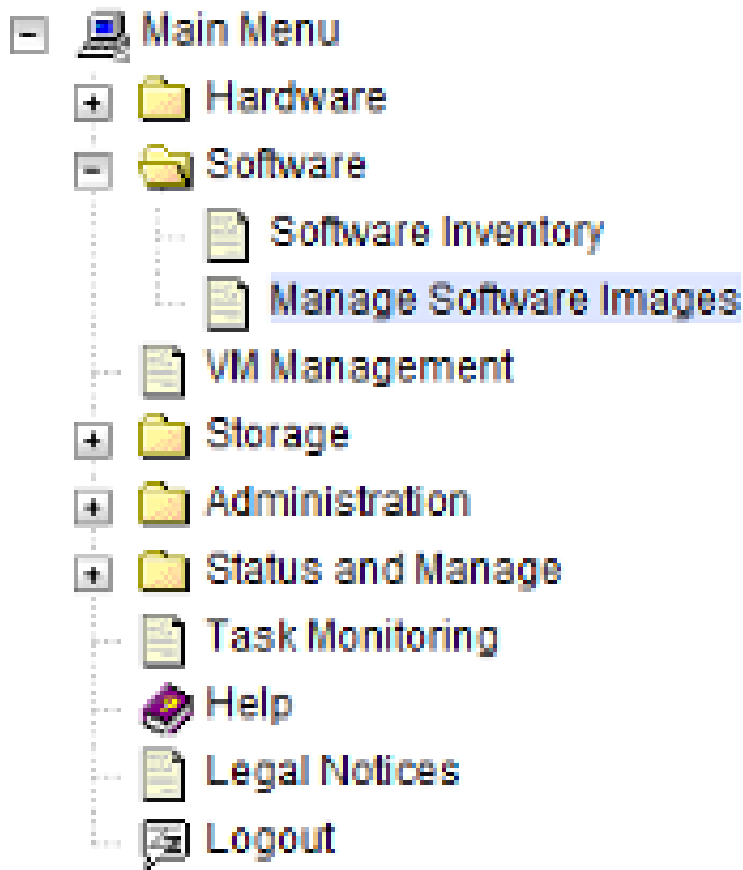 Main Menu
Hardware
Software
Software Inventory
Manage Software Images
VM Management
Storage
Administration
Status and Manage
Task Monitoring
Help
Legal Notices
Logout